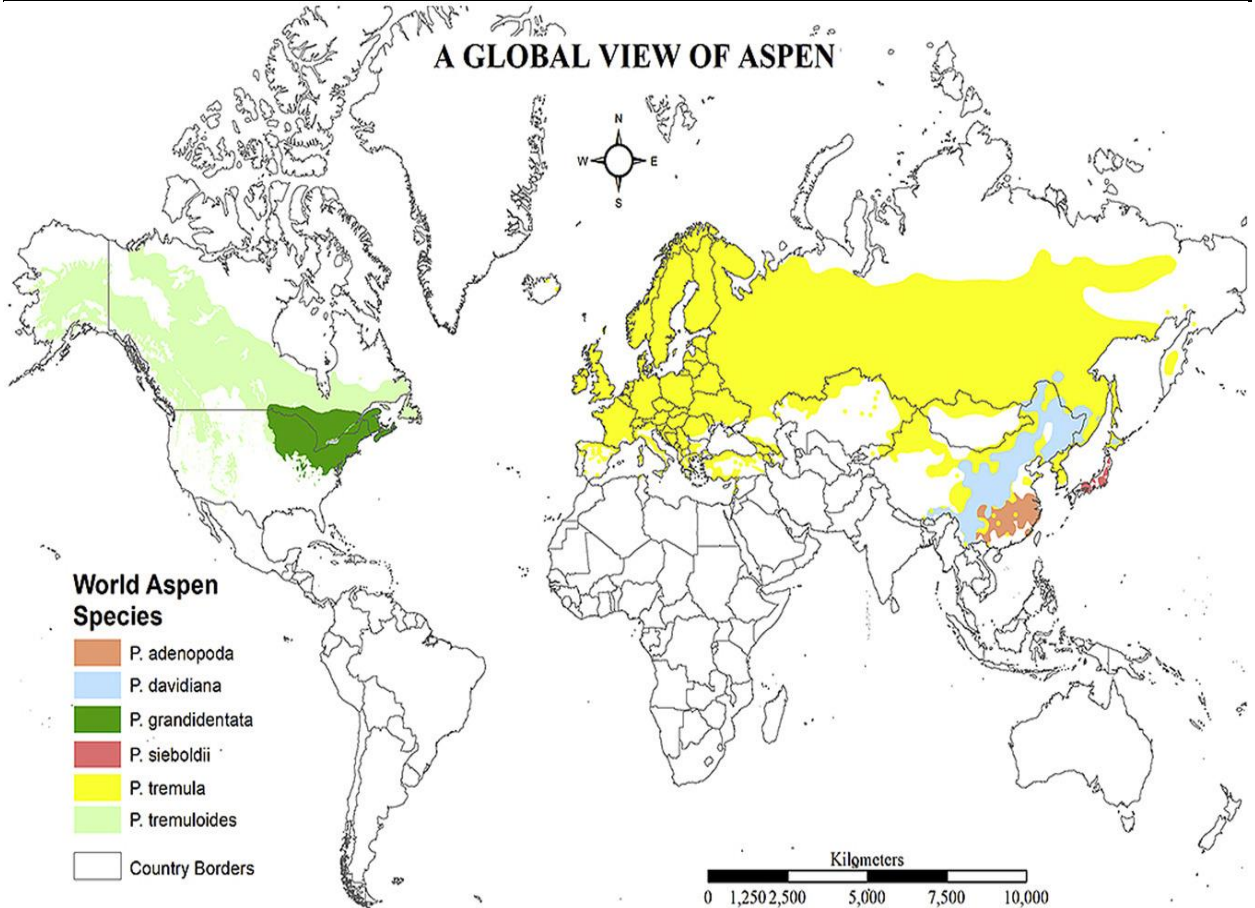 A GLOBAL VIEW OF ASPEN
N
W E
S
World Aspen
Species
P. adenopoda
P. davidiana
P. grandidentata
P. sieboldii
P. tremula
P. tremuloides
Country Borders
Kilometers
0 1,250 2,500 5,000 7,500 10,000